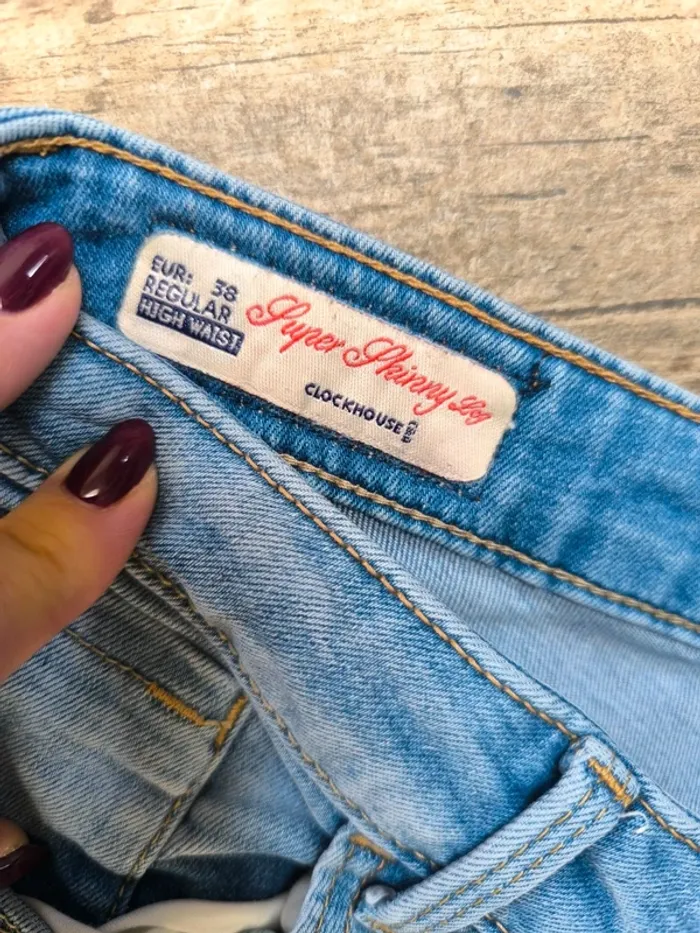 EUR: 38
REGULAR
HIGH WAIST
Super Skinny Leg
CLOCKHOUSE